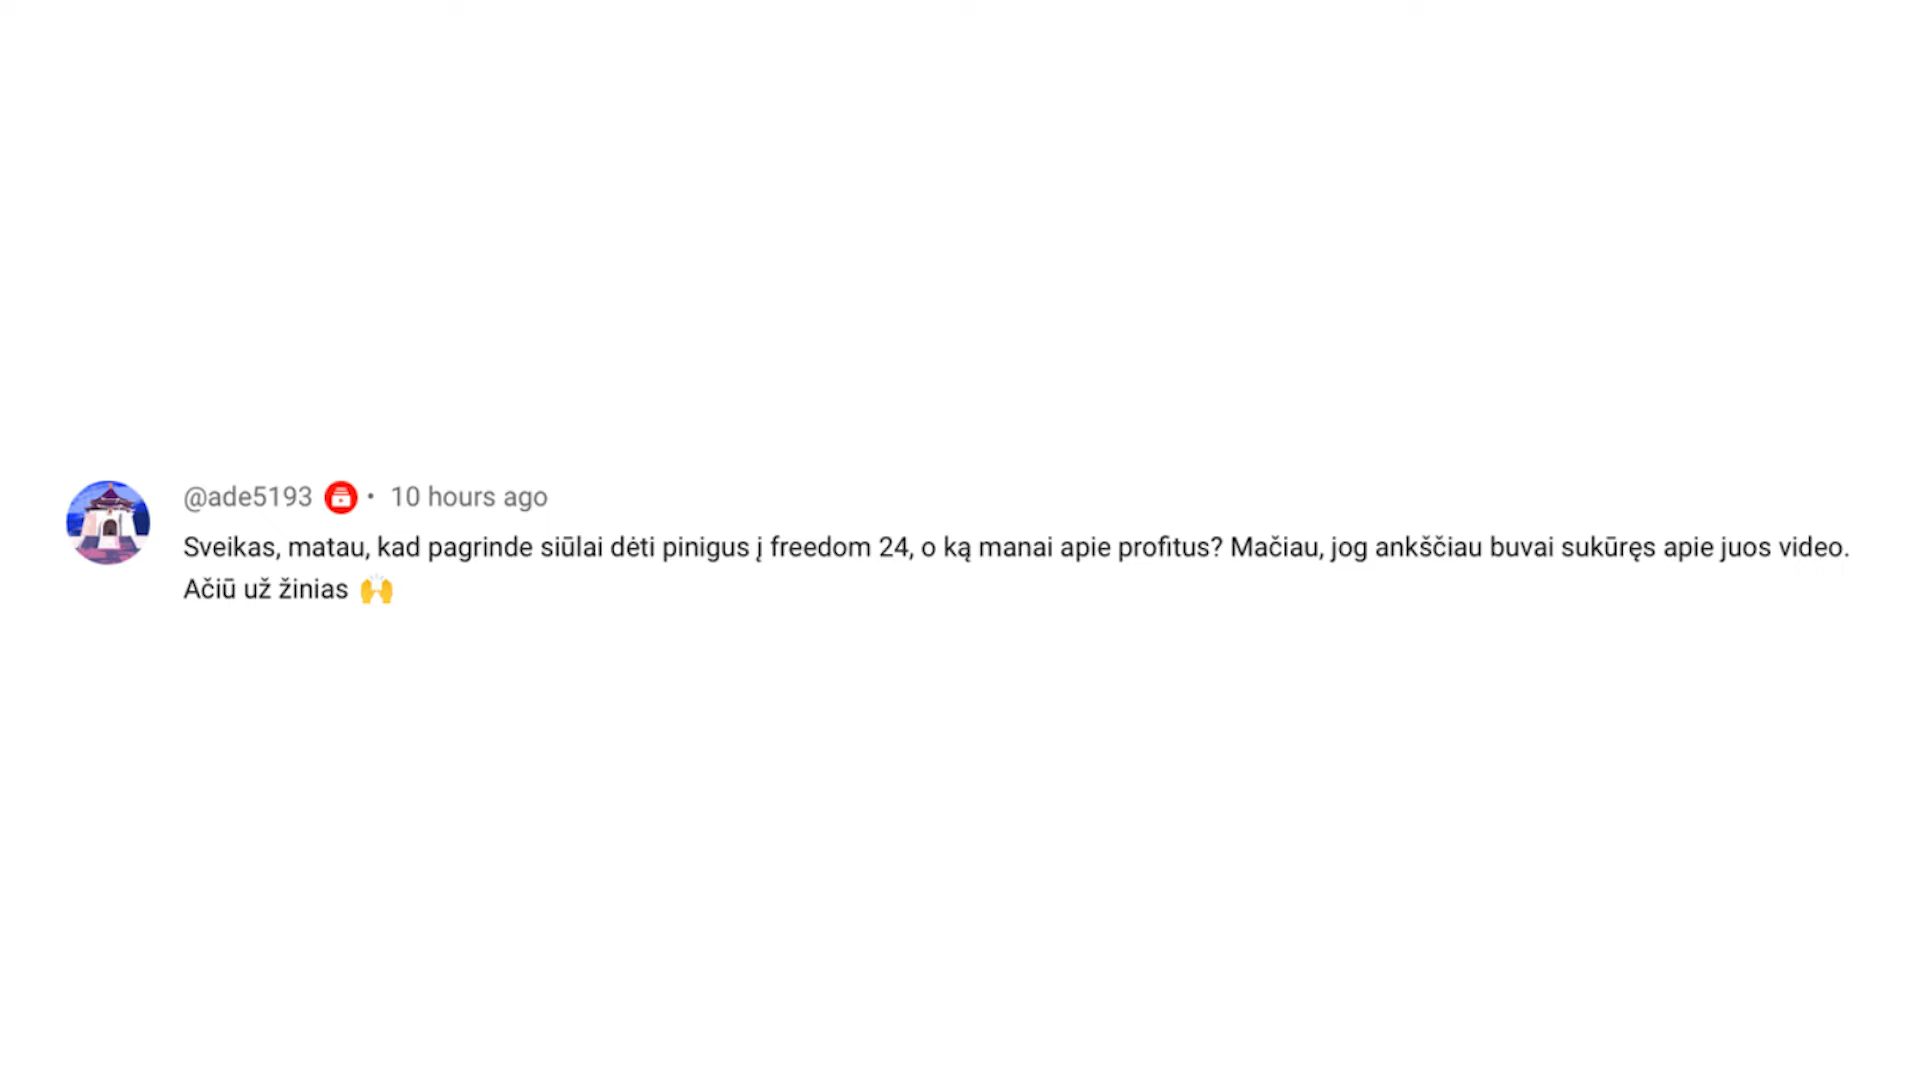 @ade5193 • 10 hours ago
Sveikas, matau, kad pagrinde siūlai dėti pinigus į freedom 24, o ką manai apie profitus? Mačiau, jog ankščiau buvai sukūręs apie juos video.
Ačiū už žinias 🙌